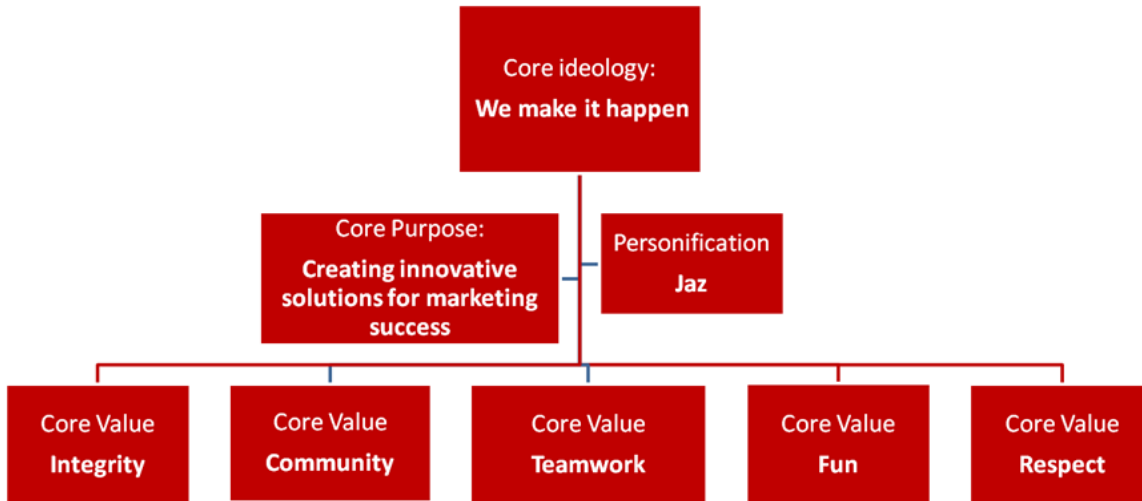 Core ideology:
We make it happen
Core Purpose:
Creating innovative
solutions for marketing
success
Personification
Jaz
Core Value
Integrity
Core Value
Community
Core Value
Teamwork
Core Value
Fun
Core Value
Respect